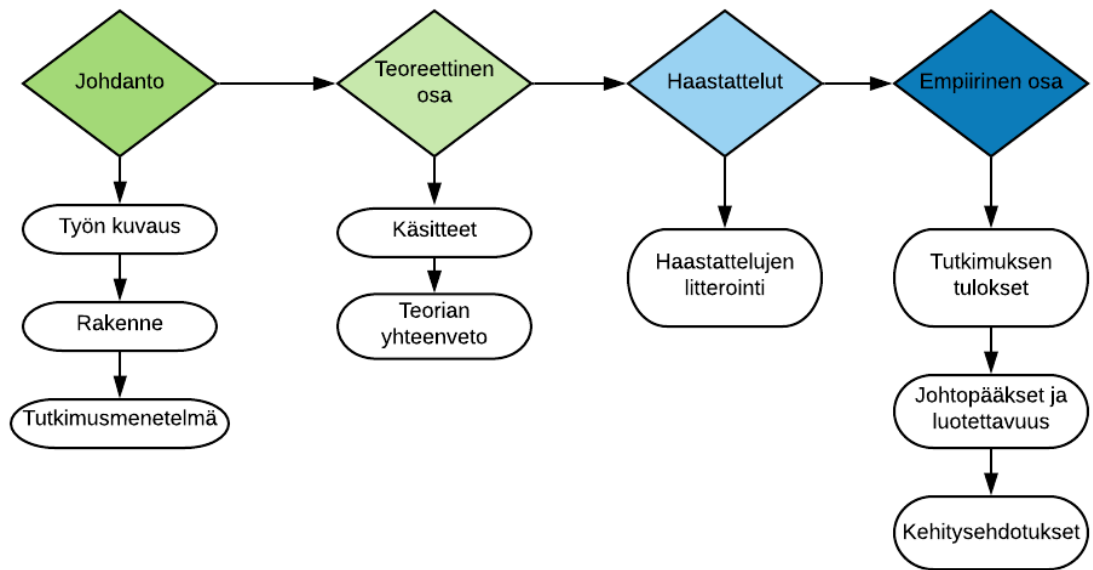 Johdanto
Teoreettinen
osa
Haastattelut
Empiirinen osa
Työn kuvaus
Rakenne
Tutkimusmenetelmä
Käsitteet
Teorian
yhteenveto
Haastattelujen
litterointi
Tutkimuksen
tulokset
Johtopääkset ja
luotettavuus
Kehitysehdotukset